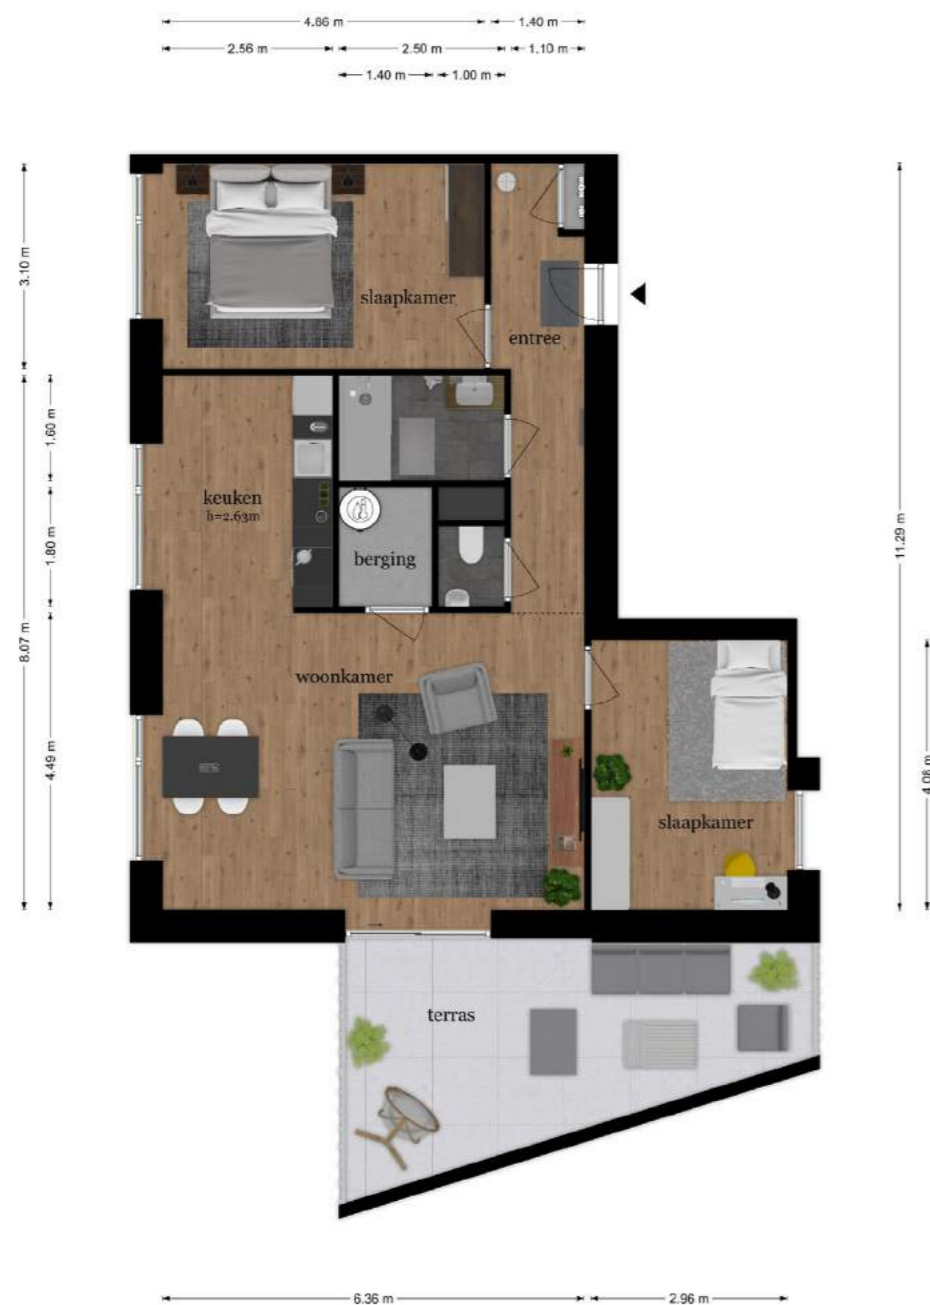 4.86 m
1.40 m
2.56 m
2.50 m
1.10 m
1.40 m
1.00 m
3.10 m
slaapkamer
entree
8.07 m
1.60 m
1.80 m
4.49 m
keuken
h=2.63m
berging
woonkamer
slaapkamer
11.29 m
4.08 m
terras
6.36 m
2.96 m